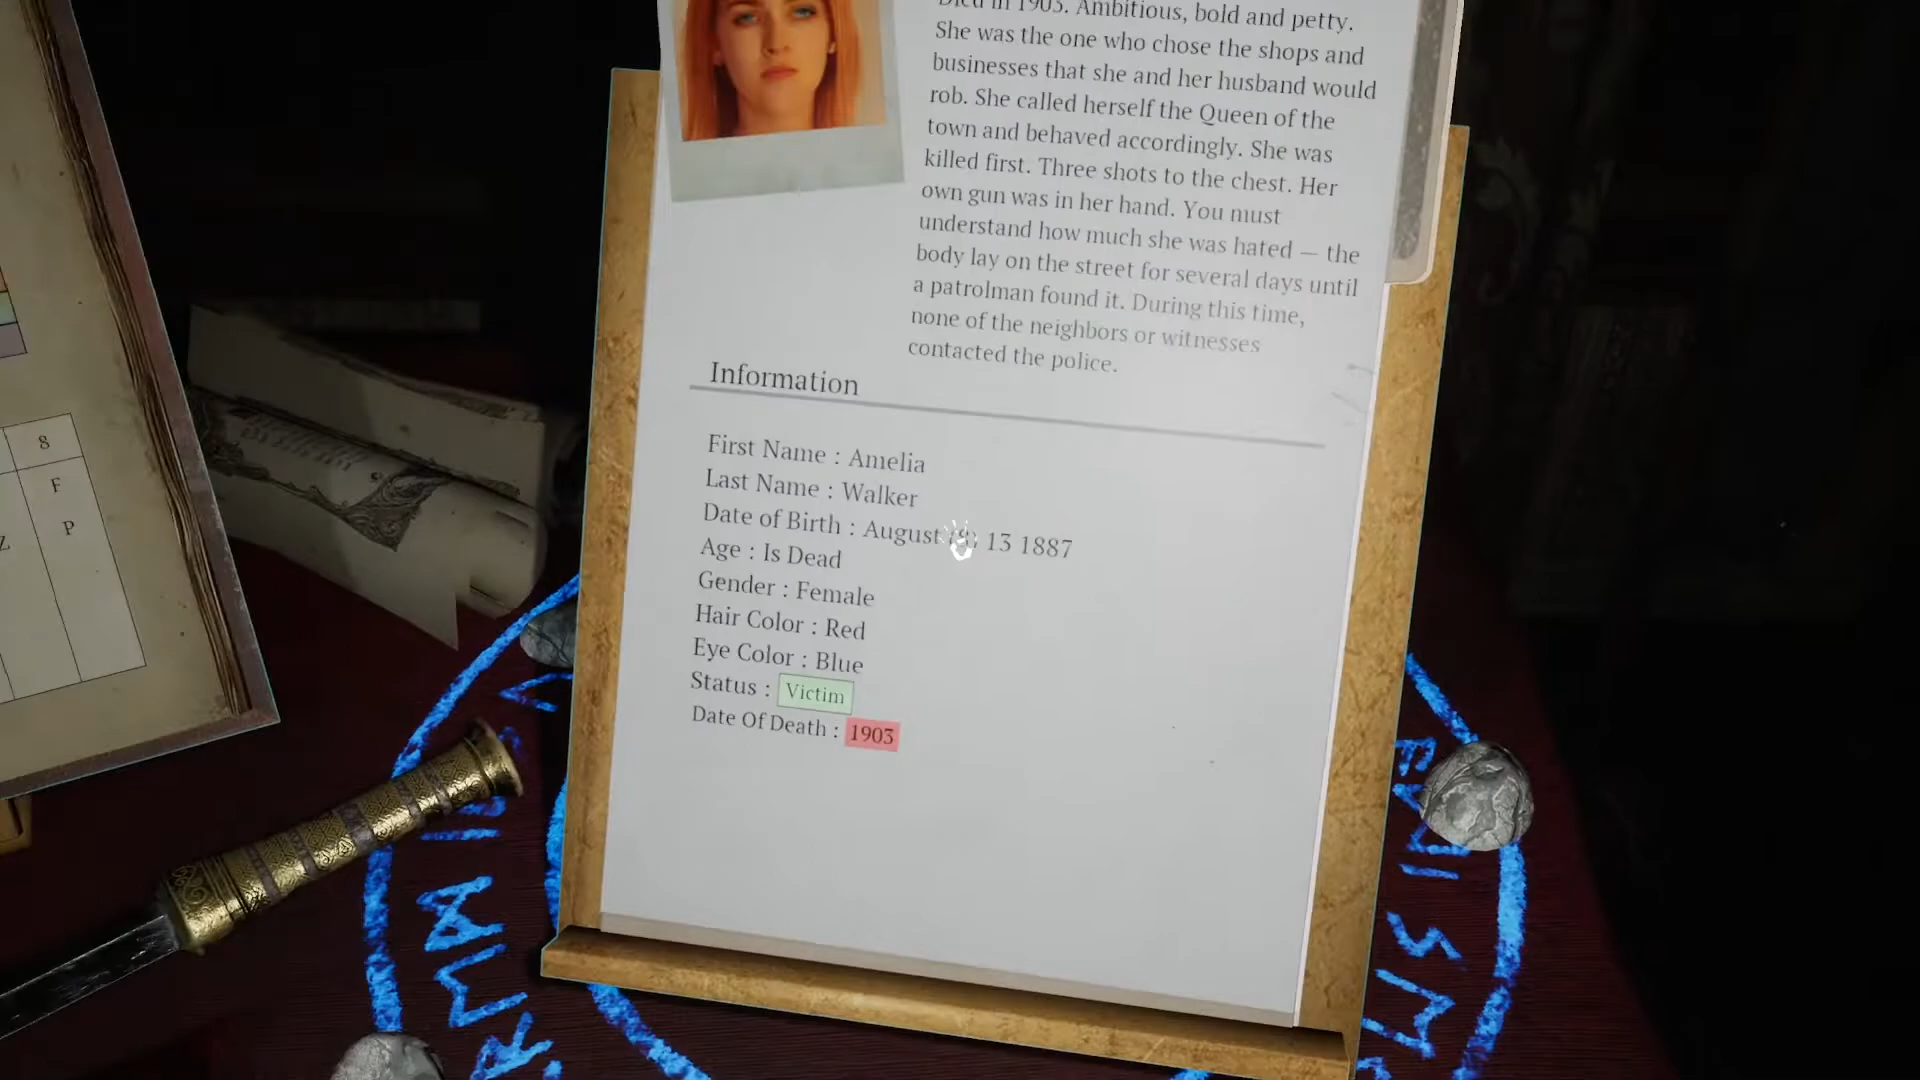 Died in 1903. Ambitious, bold and petty.
She was the one who chose the shops and
businesses that she and her husband would
rob. She called herself the Queen of the
town and behaved accordingly. She was
killed first. Three shots to the chest. Her
own gun was in her hand. You must
understand how much she was hated — the
body lay on the street for several days until
a patrolman found it. During this time,
none of the neighbors or witnesses
contacted the police.
Information
First Name : Amelia
Last Name : Walker
Date of Birth : August 13 1887
Age : Is Dead
Gender : Female
Hair Color : Red
Eye Color : Blue
Status : Victim
Date Of Death : 1903
8
F
Z
P